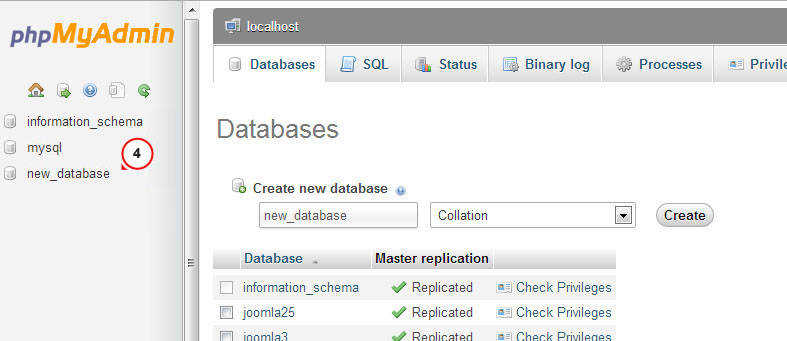 phpMyAdmin
information_schema
mysql
new_database
4
localhost
Databases SQL Status Binary log Processes
Databases
Create new database
new_database Collation Create
Database Master replication
information_schema Replicated Check Privileges
joomla25 Replicated Check Privileges
joomla3 Replicated Check Privileges